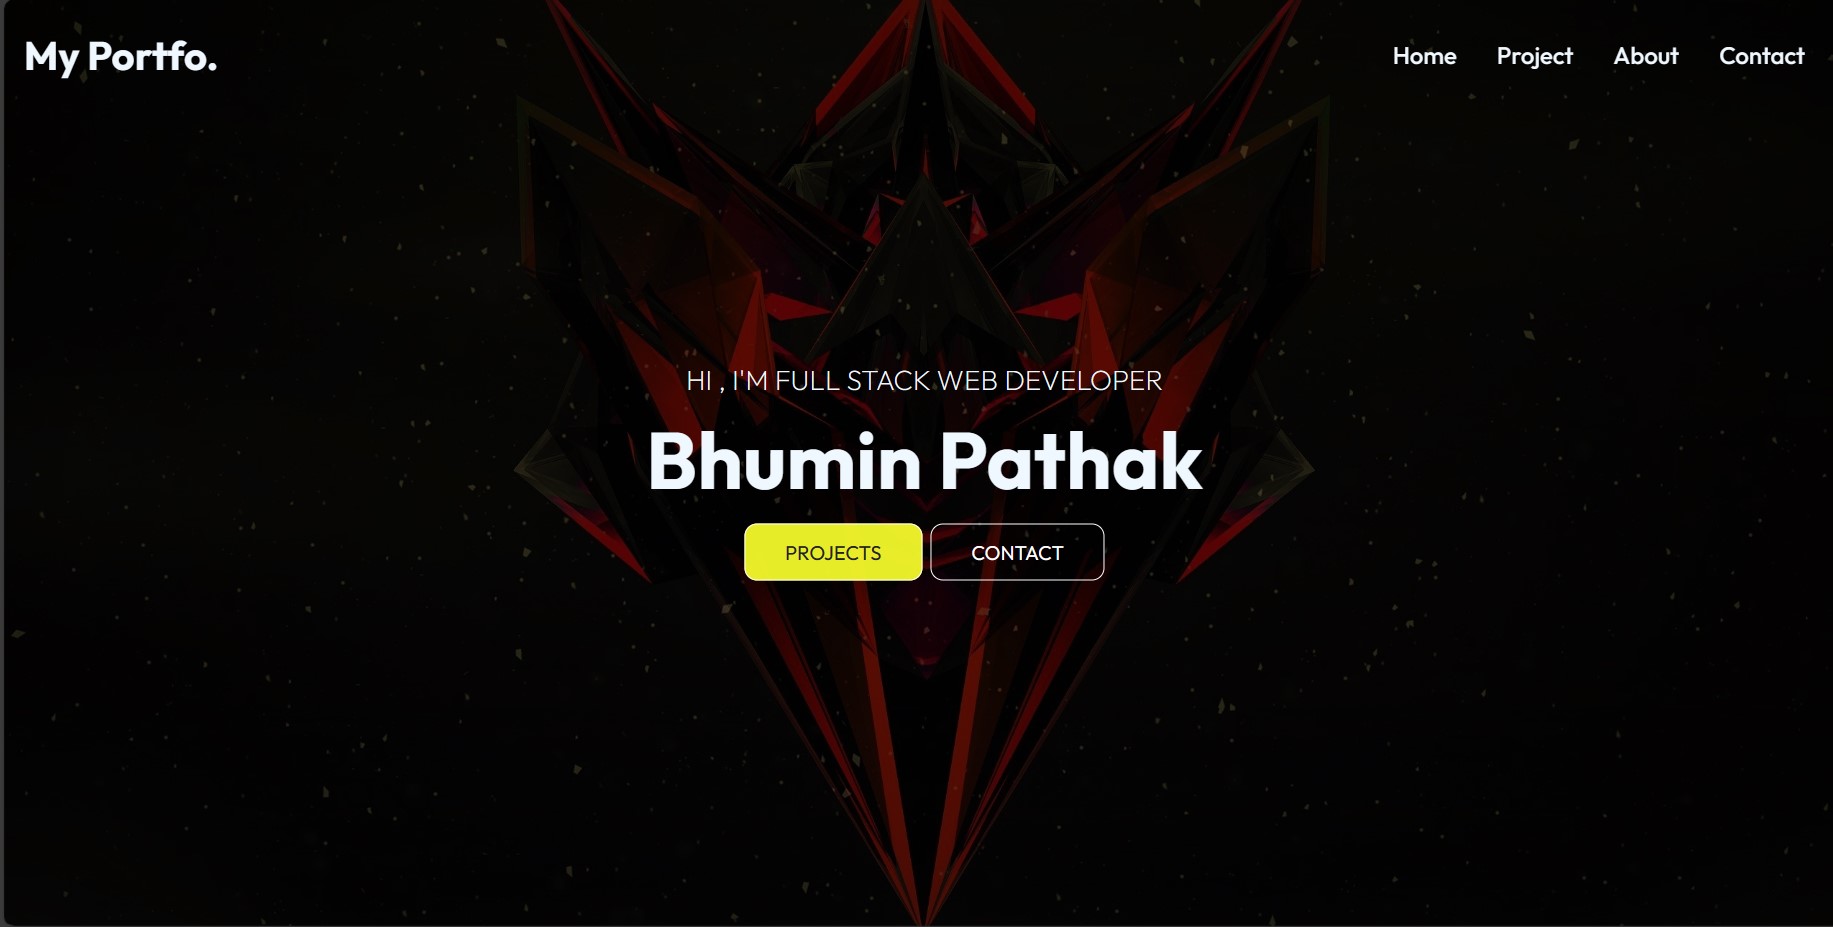 My Portfo.
Home Project About Contact
HI , I'M FULL STACK WEB DEVELOPER
Bhumin Pathak
PROJECTS CONTACT